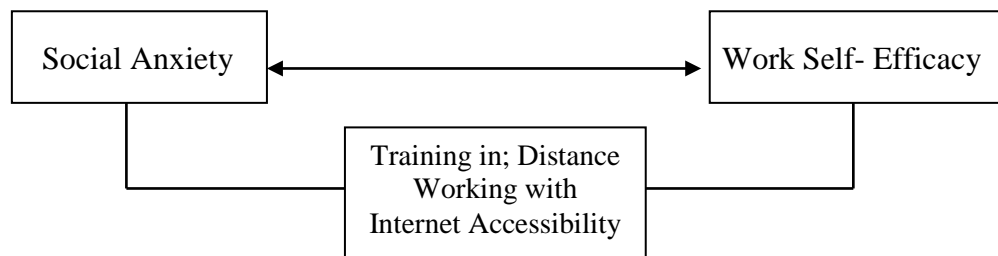 Social Anxiety
Work Self- Efficacy
Training in; Distance
Working with
Internet Accessibility